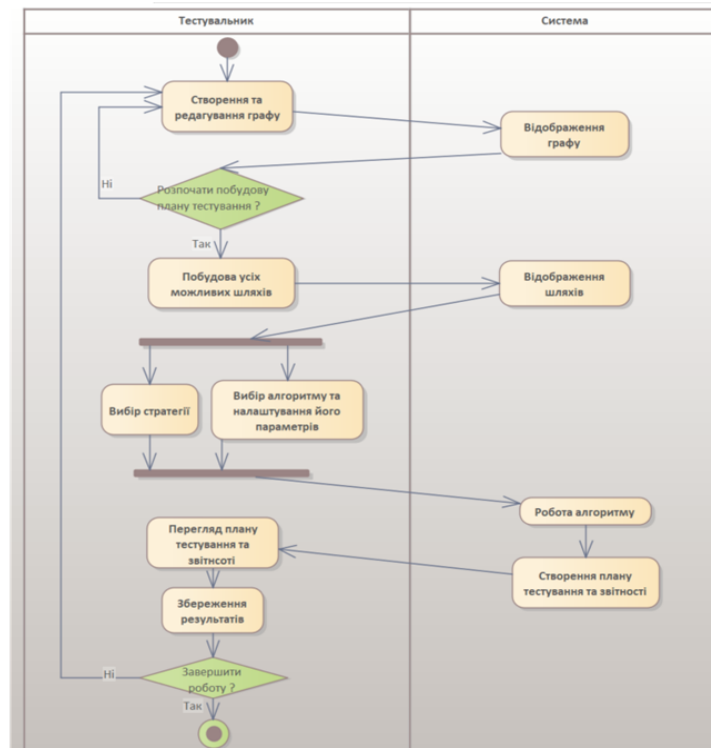 Тестувальник
Система
Створення та
редагування графу
Відображення
графу
Ні
Розпочати побудову
плану тестування ?
Так
Побудова усіх
можливих шляхів
Відображення
шляхів
Вибір стратегії
Вибір алгоритму та
налаштування його
параметрів
Робота алгоритму
Перегляд плану
тестування та
звітнсоті
Створення плану
тестування та звітності
Збереження
результатів
Ні
Завершити
роботу ?
Так